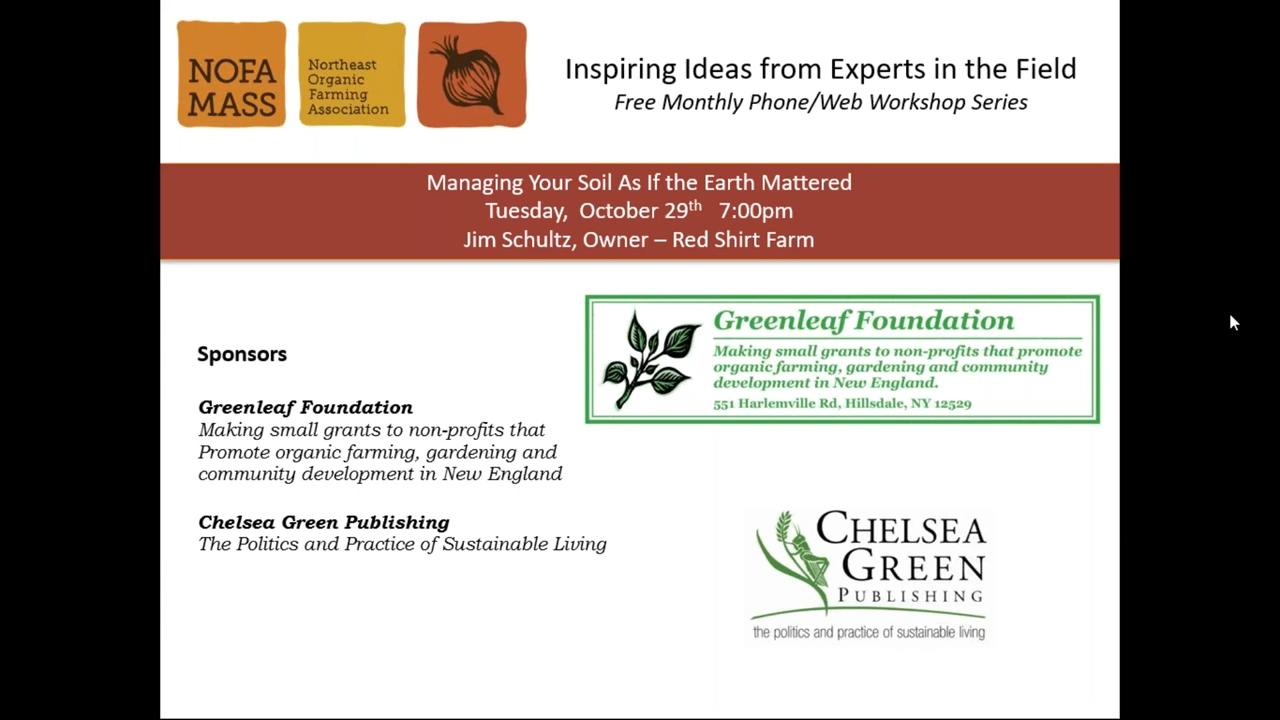 NOFA
MASS
Northeast
Organic
Farming
Association
Inspiring Ideas from Experts in the Field
Free Monthly Phone/Web Workshop Series
Managing Your Soil As If the Earth Mattered
Tuesday, October 29th 7:00pm
Jim Schultz, Owner – Red Shirt Farm
Sponsors
Greenleaf Foundation
Making small grants to non-profits that
Promote organic farming, gardening and
community development in New England
Chelsea Green Publishing
The Politics and Practice of Sustainable Living
Greenleaf Foundation
Making small grants to non-profits that promote
organic farming, gardening and community
development in New England.
551 Harlemville Rd, Hillsdale, NY 12529
CHELSEA
GREEN
PUBLISHING
the politics and practice of sustainable living